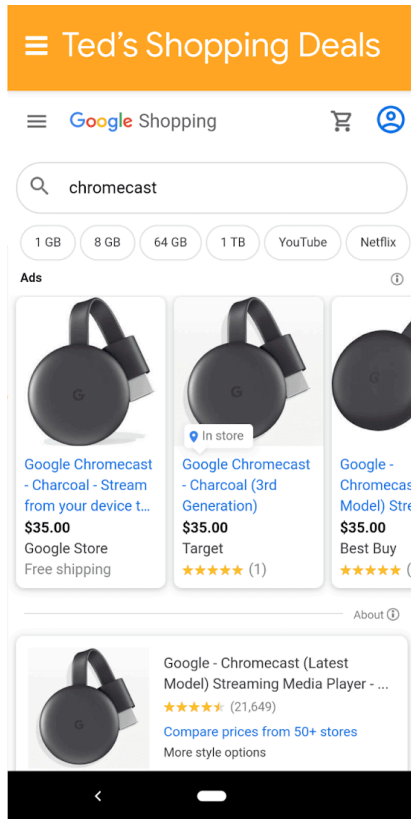 Ted's Shopping Deals
Google Shopping
chromecast
1 GB
8 GB
64 GB
1 TB
YouTube
Netflix
Ads
In store
Google Chromecast
- Charcoal - Stream
from your device t...
$35.00
Google Store
Free shipping
Google Chromecast
- Charcoal (3rd
Generation)
$35.00
Target
(1)
Google -
Chromecas
Model) Stre
$35.00
Best Buy
(
About
Google - Chromecast (Latest
Model) Streaming Media Player - ...
(21,649)
Compare prices from 50+ stores
More style options